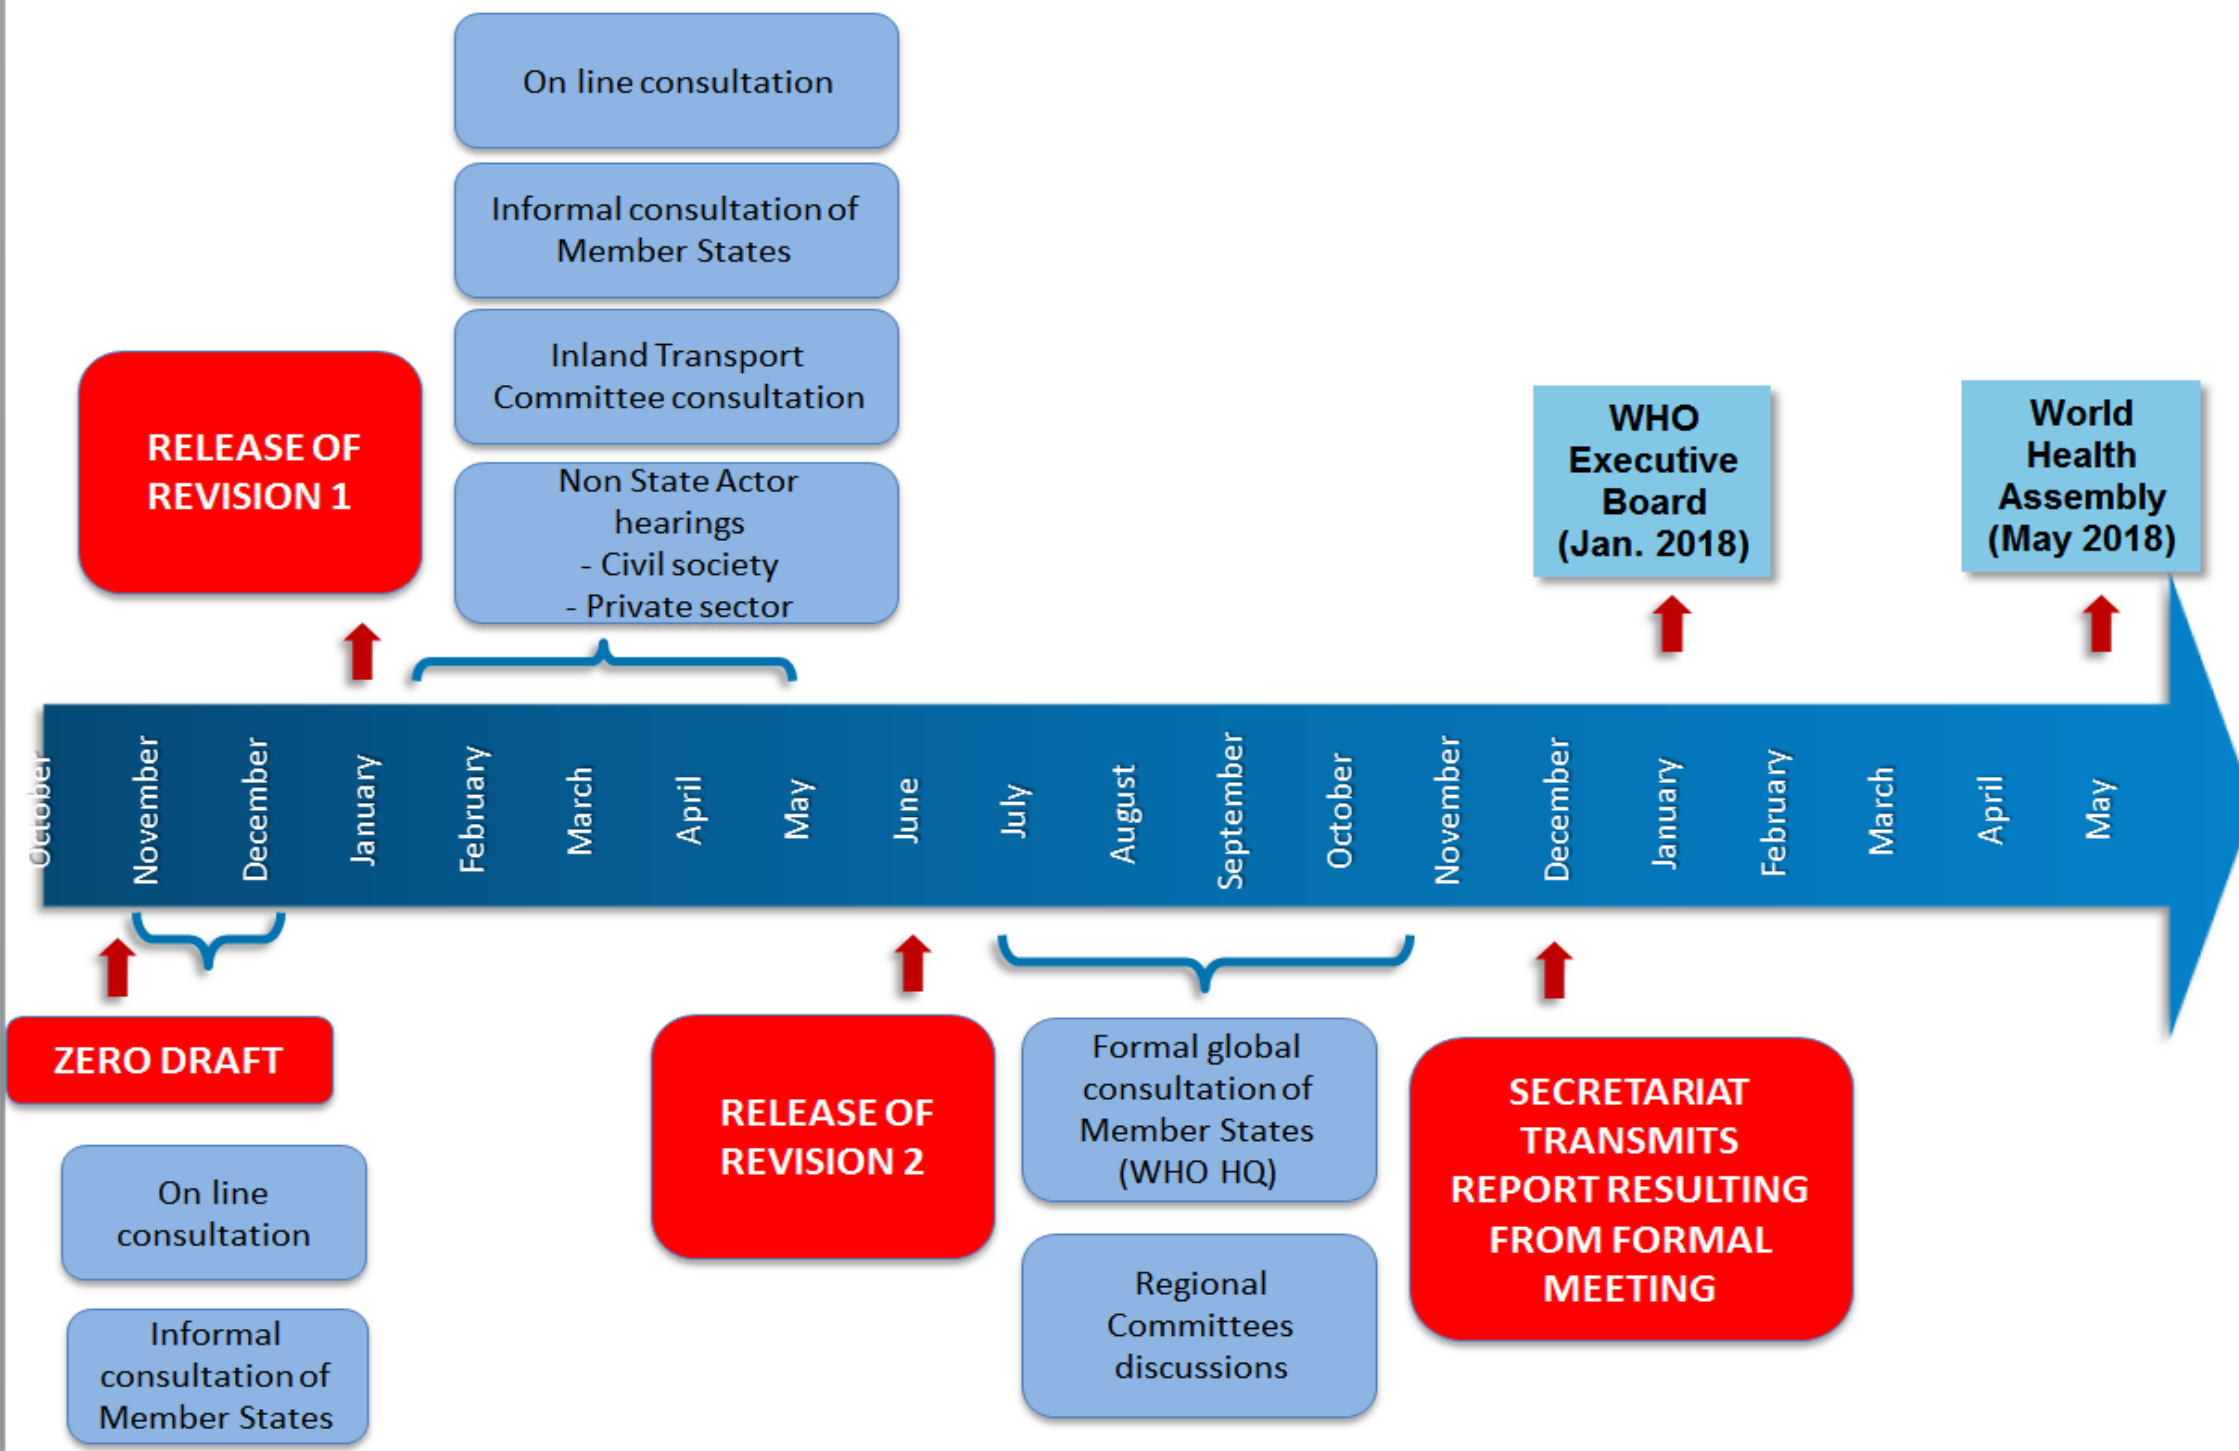 On line consultation
Informal consultation of
Member States
Inland Transport
Committee consultation
Non State Actor
hearings
- Civil society
- Private sector
RELEASE OF
REVISION 1
WHO
Executive
Board
(Jan. 2018)
World
Health
Assembly
(May 2018)
October
November
December
January
February
March
April
May
June
July
August
September
October
November
December
January
February
March
April
May
ZERO DRAFT
On line
consultation
Informal
consultation of
Member States
RELEASE OF
REVISION 2
Formal global
consultation of
Member States
(WHO HQ)
Regional
Committees
discussions
SECRETARIAT
TRANSMITS
REPORT RESULTING
FROM FORMAL
MEETING